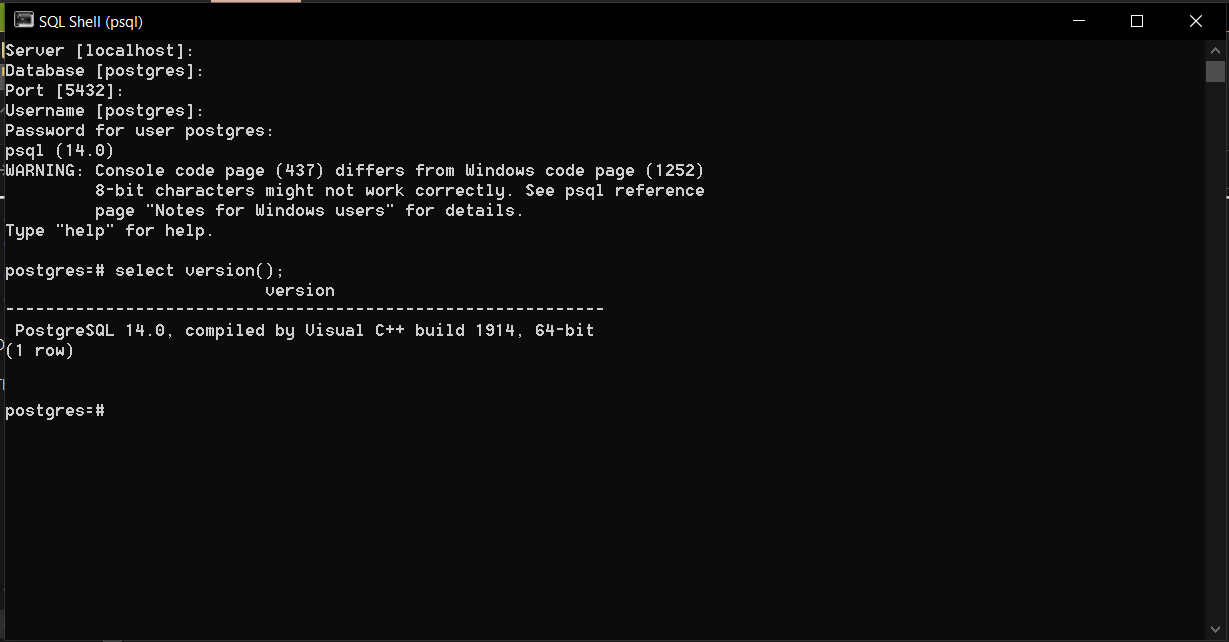 SQL Shell (psql)
Server [localhost]:
Database [postgres]:
Port [5432]:
Username [postgres]:
Password for user postgres:
psql (14.0)
WARNING: Console code page (437) differs from Windows code page (1252)
         8-bit characters might not work correctly. See psql reference
         page "Notes for Windows users" for details.
Type "help" for help.

postgres=# select version();
                          version
------------------------------------------------------------
 PostgreSQL 14.0, compiled by Visual C++ build 1914, 64-bit
(1 row)


postgres=#